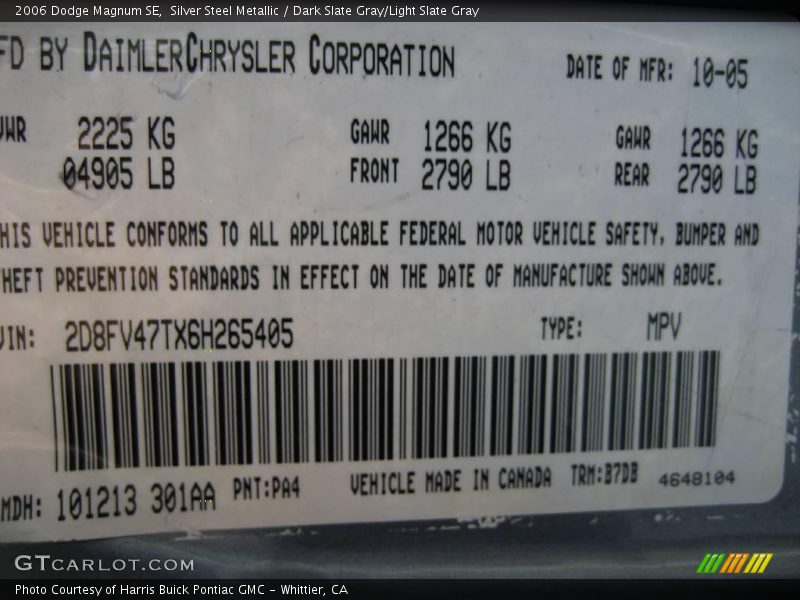 2006 Dodge Magnum SE, Silver Steel Metallic / Dark Slate Gray/Light Slate Gray
FD BY DAIMLERCHRYSLER CORPORATION
DATE OF MFR: 10-05
VWR 2225 KG GAWR 1266 KG GAWR 1266 KG
04905 LB FRONT 2790 LB REAR 2790 LB
HIS VEHICLE CONFORMS TO ALL APPLICABLE FEDERAL MOTOR VEHICLE SAFETY, BUMPER AND
HEFT PREVENTION STANDARDS IN EFFECT ON THE DATE OF MANUFACTURE SHOWN ABOVE.
VIN: 2D8FV47TX6H265405 TYPE: MPV
MDH: 101213 301AA PNT:PA4 VEHICLE MADE IN CANADA TRM:B7DB 4648104
GTCARLOT.COM
Photo Courtesy of Harris Buick Pontiac GMC - Whittier, CA